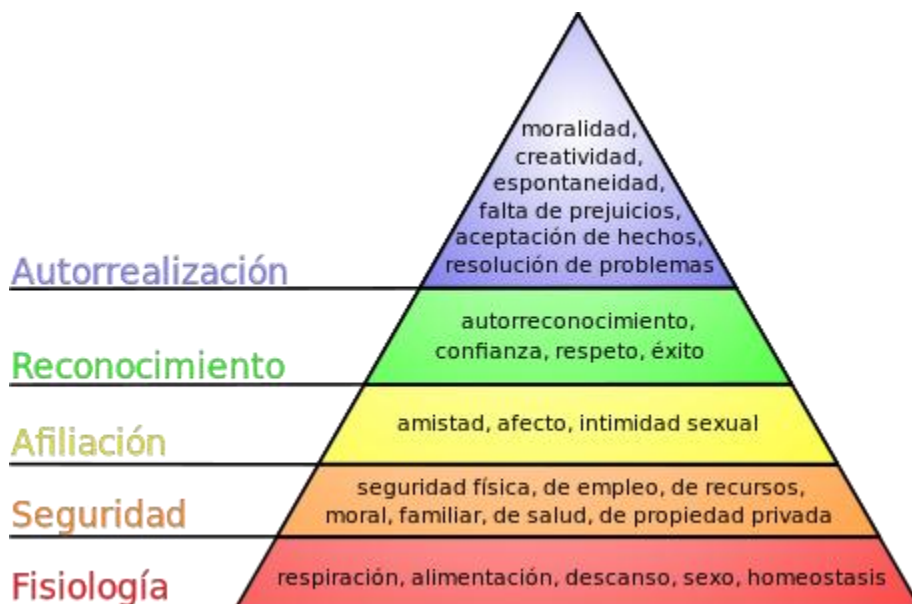 moralidad,
creatividad,
espontaneidad,
falta de prejuicios,
aceptación de hechos,
resolución de problemas
Autorrealización
autorreconocimiento,
confianza, respeto, éxito
Reconocimiento
amistad, afecto, intimidad sexual
Afiliación
seguridad física, de empleo, de recursos,
moral, familiar, de salud, de propiedad privada
Seguridad
respiración, alimentación, descanso, sexo, homeostasis
Fisiología